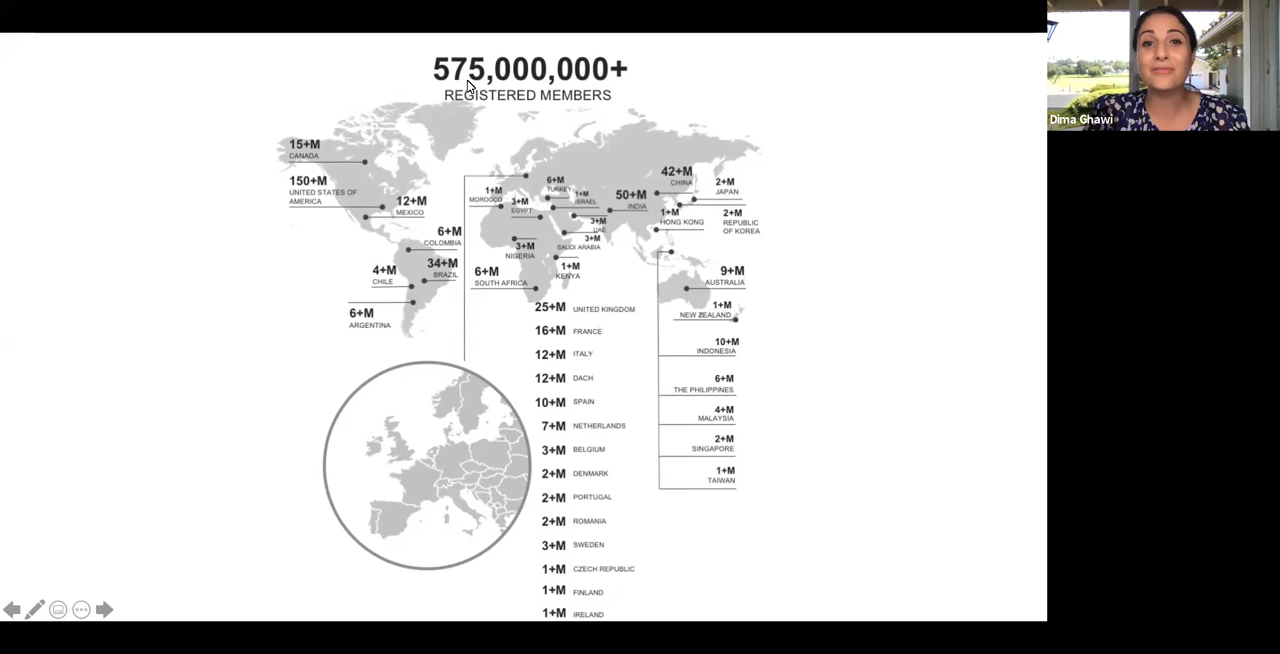 575,000,000+
REGISTERED MEMBERS
15+M
CANADA
150+M
UNITED STATES OF
AMERICA
12+M
MEXICO
6+M
COLOMBIA
34+M
BRAZIL
4+M
CHILE
6+M
ARGENTINA
1+M
MOROCCO
3+M
EGYPT
6+M
TURKEY
1+M
ISRAEL
3+M
UAE
3+M
SAUDI ARABIA
3+M
NIGERIA
1+M
KENYA
6+M
SOUTH AFRICA
50+M
INDIA
42+M
CHINA
2+M
JAPAN
1+M
HONG KONG
2+M
REPUBLIC
OF KOREA
9+M
AUSTRALIA
1+M
NEW ZEALAND
10+M
INDONESIA
6+M
THE PHILIPPINES
4+M
MALAYSIA
2+M
SINGAPORE
1+M
TAIWAN
25+M UNITED KINGDOM
16+M FRANCE
12+M ITALY
12+M DACH
10+M SPAIN
7+M NETHERLANDS
3+M BELGIUM
2+M DENMARK
2+M PORTUGAL
2+M ROMANIA
3+M SWEDEN
1+M CZECH REPUBLIC
1+M FINLAND
1+M IRELAND
Dima Ghawi